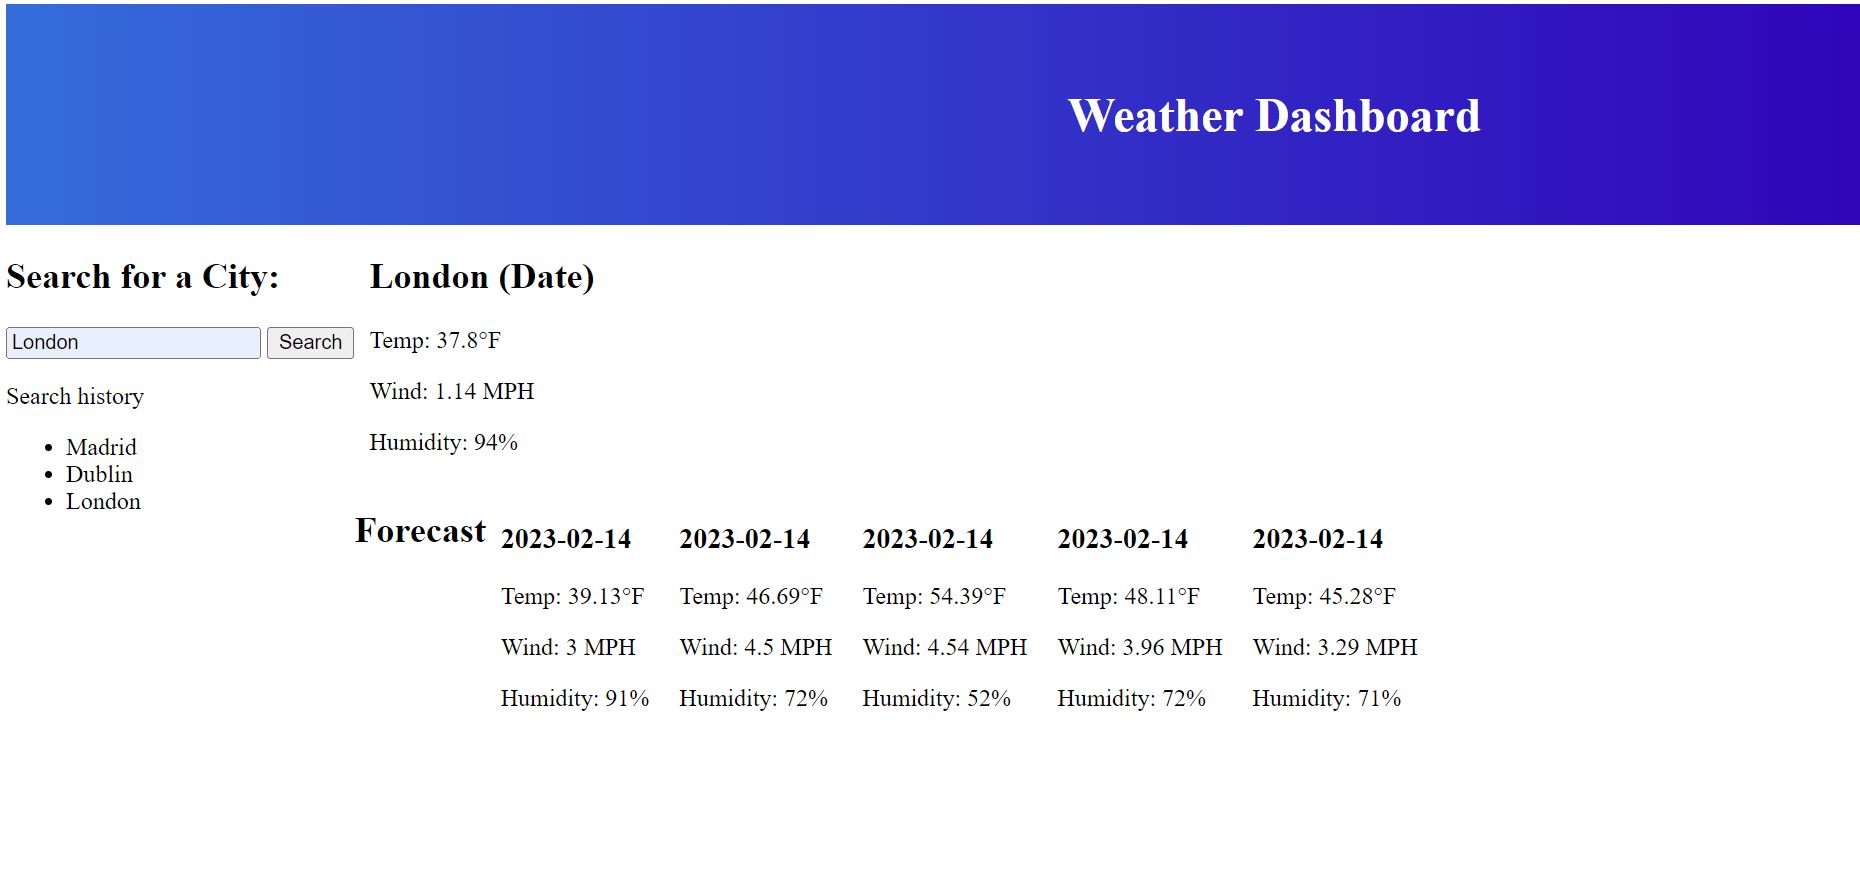 Weather Dashboard
Search for a City:
London
Search
Search history
• Madrid
• Dublin
• London
London (Date)
Temp: 37.8°F
Wind: 1.14 MPH
Humidity: 94%
Forecast
2023-02-14
Temp: 39.13°F
Wind: 3 MPH
Humidity: 91%
2023-02-14
Temp: 46.69°F
Wind: 4.5 MPH
Humidity: 72%
2023-02-14
Temp: 54.39°F
Wind: 4.54 MPH
Humidity: 52%
2023-02-14
Temp: 48.11°F
Wind: 3.96 MPH
Humidity: 72%
2023-02-14
Temp: 45.28°F
Wind: 3.29 MPH
Humidity: 71%